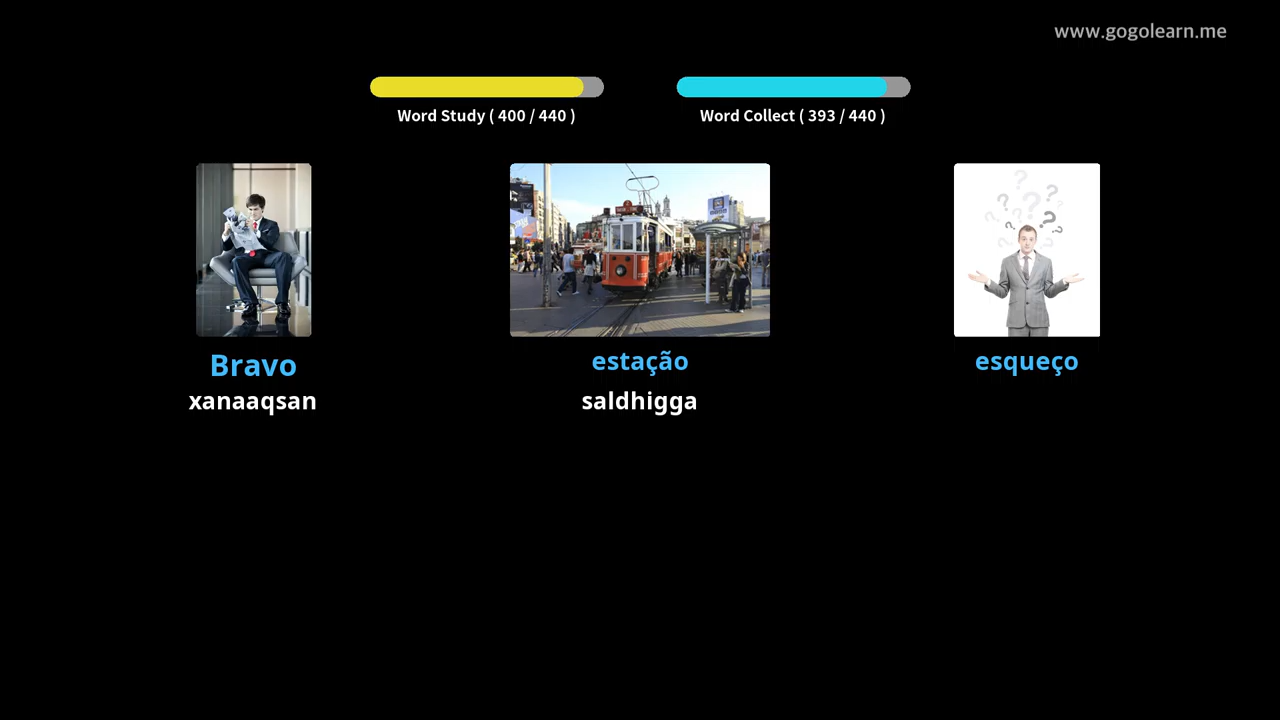 www.gogolearn.me
Word Study ( 400 / 440 )
Word Collect ( 393 / 440 )
Bravo
estação
esqueço
xanaaqsan
saldhigga